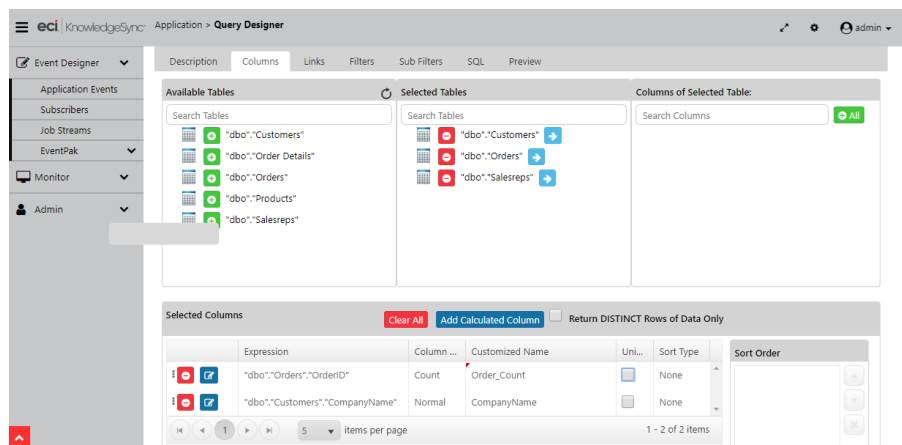 eci KnowledgeSync
Application > Query Designer
admin
Event Designer
Application Events
Subscribers
Job Streams
EventPak
Monitor
Admin
Description Columns Links Filters Sub Filters SQL Preview
Available Tables
Search Tables
"dbo"."Customers"
"dbo"."Order Details"
"dbo"."Orders"
"dbo"."Products"
"dbo"."Salesreps"
Selected Tables
Search Tables
"dbo"."Customers"
"dbo"."Orders"
"dbo"."Salesreps"
Columns of Selected Table:
Search Columns
All
Selected Columns
Clear All
Add Calculated Column
Return DISTINCT Rows of Data Only
Expression Column ... Customized Name Uni... Sort Type
"dbo"."Orders"."OrderID" Count Order_Count None
"dbo"."Customers"."CompanyName" Normal CompanyName None
1 5 items per page 1 - 2 of 2 items
Sort Order